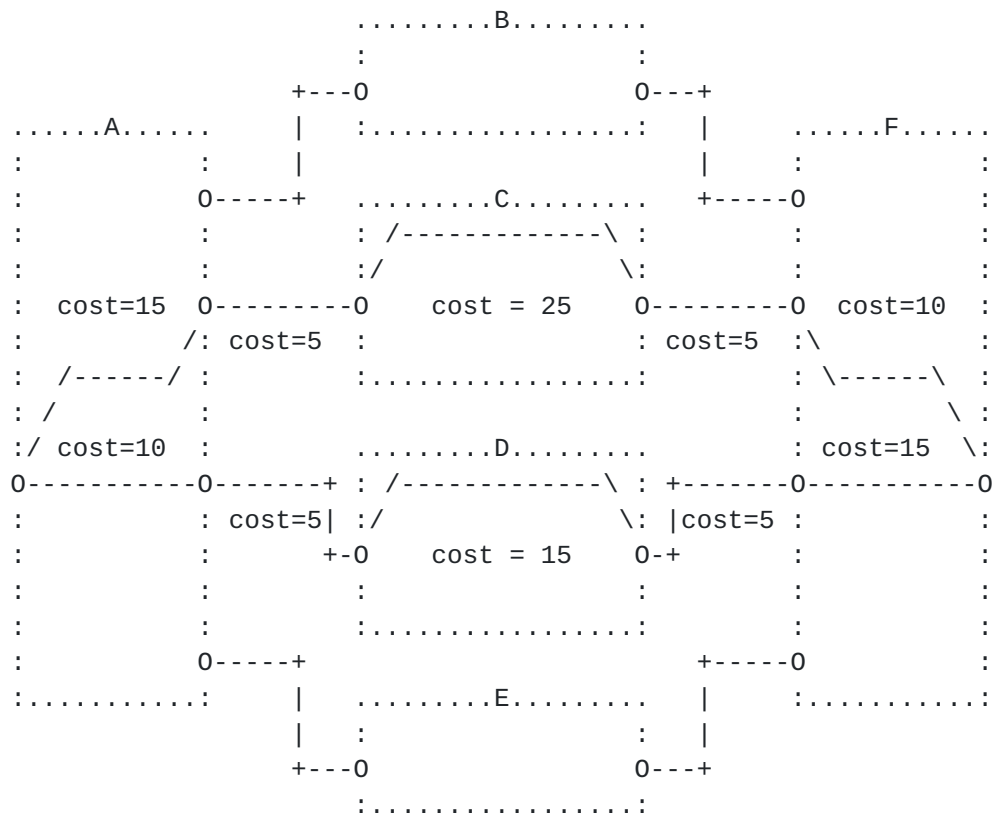 .........B.........
:                 :
+---O                 O---+
......A......     |   :.................:   |     ......F......
:           :     |                         |     :           :
:           O-----+   .........C.........   +-----O           :
:           :         : /-------------\ :         :           :
:           :         :/               \:         :           :
:  cost=15  O---------O    cost = 25    O---------O  cost=10  :
:          /: cost=5  :                 : cost=5  :\          :
:  /------/ :         :.................:         : \------\  :
: /         :                                     :         \ :
:/ cost=10  :         .........D.........         : cost=15  \:
O-----------O-------+ : /-------------\ : +-------O-----------O
:           : cost=5| :/               \: |cost=5 :           :
:           :       +-O    cost = 15    O-+       :           :
:           :         :                 :         :           :
:           :         :.................:         :           :
:           O-----+                         +-----O           :
:...........:     |   .........E.........   |     :...........:
|   :                 :   |
+---O                 O---+
:.................: